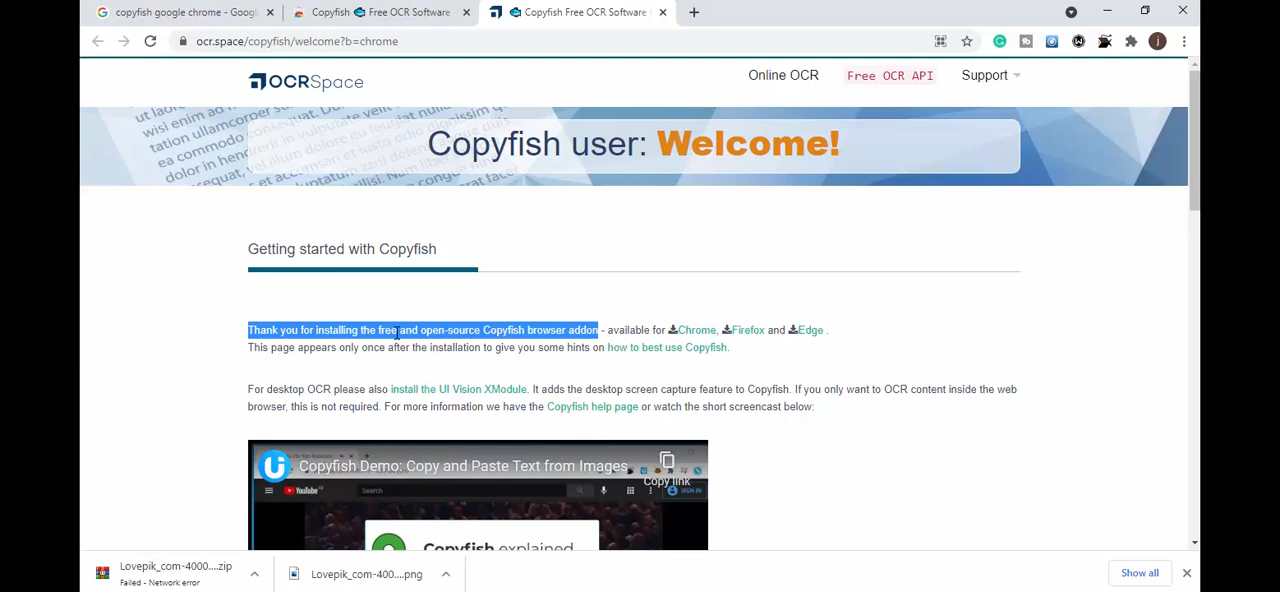 copyfish google chrome - Googl
Copyfish Free OCR Software
Copyfish Free OCR Software
ocr.space/copyfish/welcome?b=chrome
j
OCRSpace
Online OCR
Free OCR API
Support
Copyfish user: Welcome!
Getting started with Copyfish
Thank you for installing the free and open-source Copyfish browser addon - available for Chrome, Firefox and Edge .
This page appears only once after the installation to give you some hints on how to best use Copyfish.
For desktop OCR please also install the UI Vision XModule. It adds the desktop screen capture feature to Copyfish. If you only want to OCR content inside the web
browser, this is not required. For more information we have the Copyfish help page or watch the short screencast below:
Copyfish Demo: Copy and Paste Text from Images
Copy link
YouTube
Search
SIGN IN
Copyfish explained
Lovepik_com-4000....zip
Failed - Network error
Lovepik_com-400....png
Show all